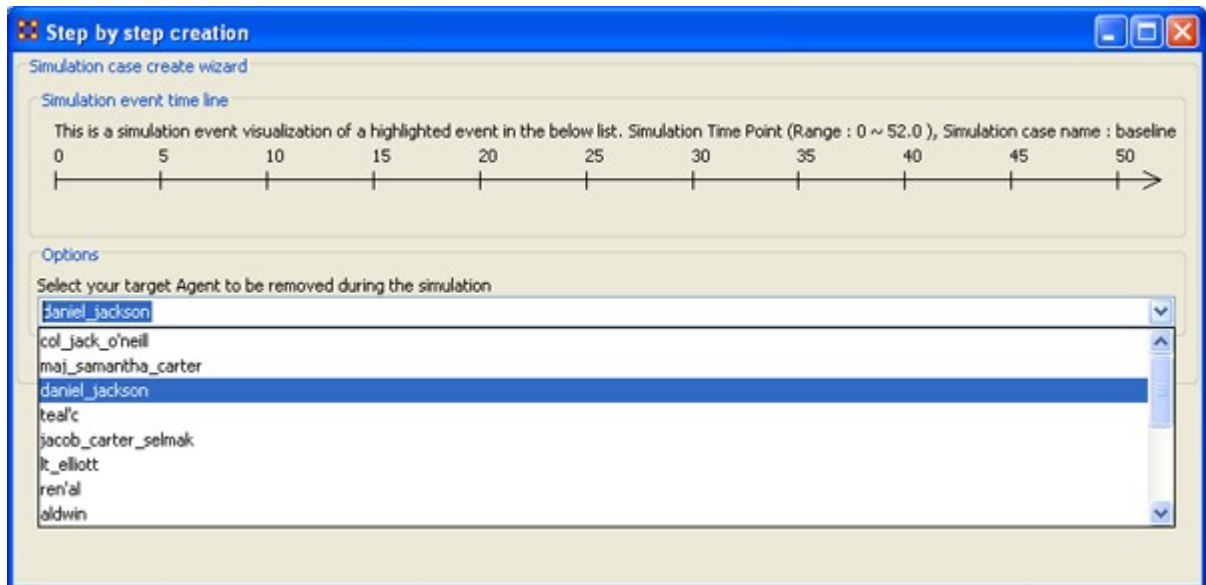 Step by step creation
Simulation case create wizard
Simulation event time line
This is a simulation event visualization of a highlighted event in the below list. Simulation Time Point (Range : 0 ~ 52.0 ), Simulation case name : baseline
0 5 10 15 20 25 30 35 40 45 50
Options
Select your target Agent to be removed during the simulation
daniel_jackson
col_jack_o'neill
maj_samantha_carter
daniel_jackson
teal'c
jacob_carter_selmak
lt_elliott
ren'al
aldwin